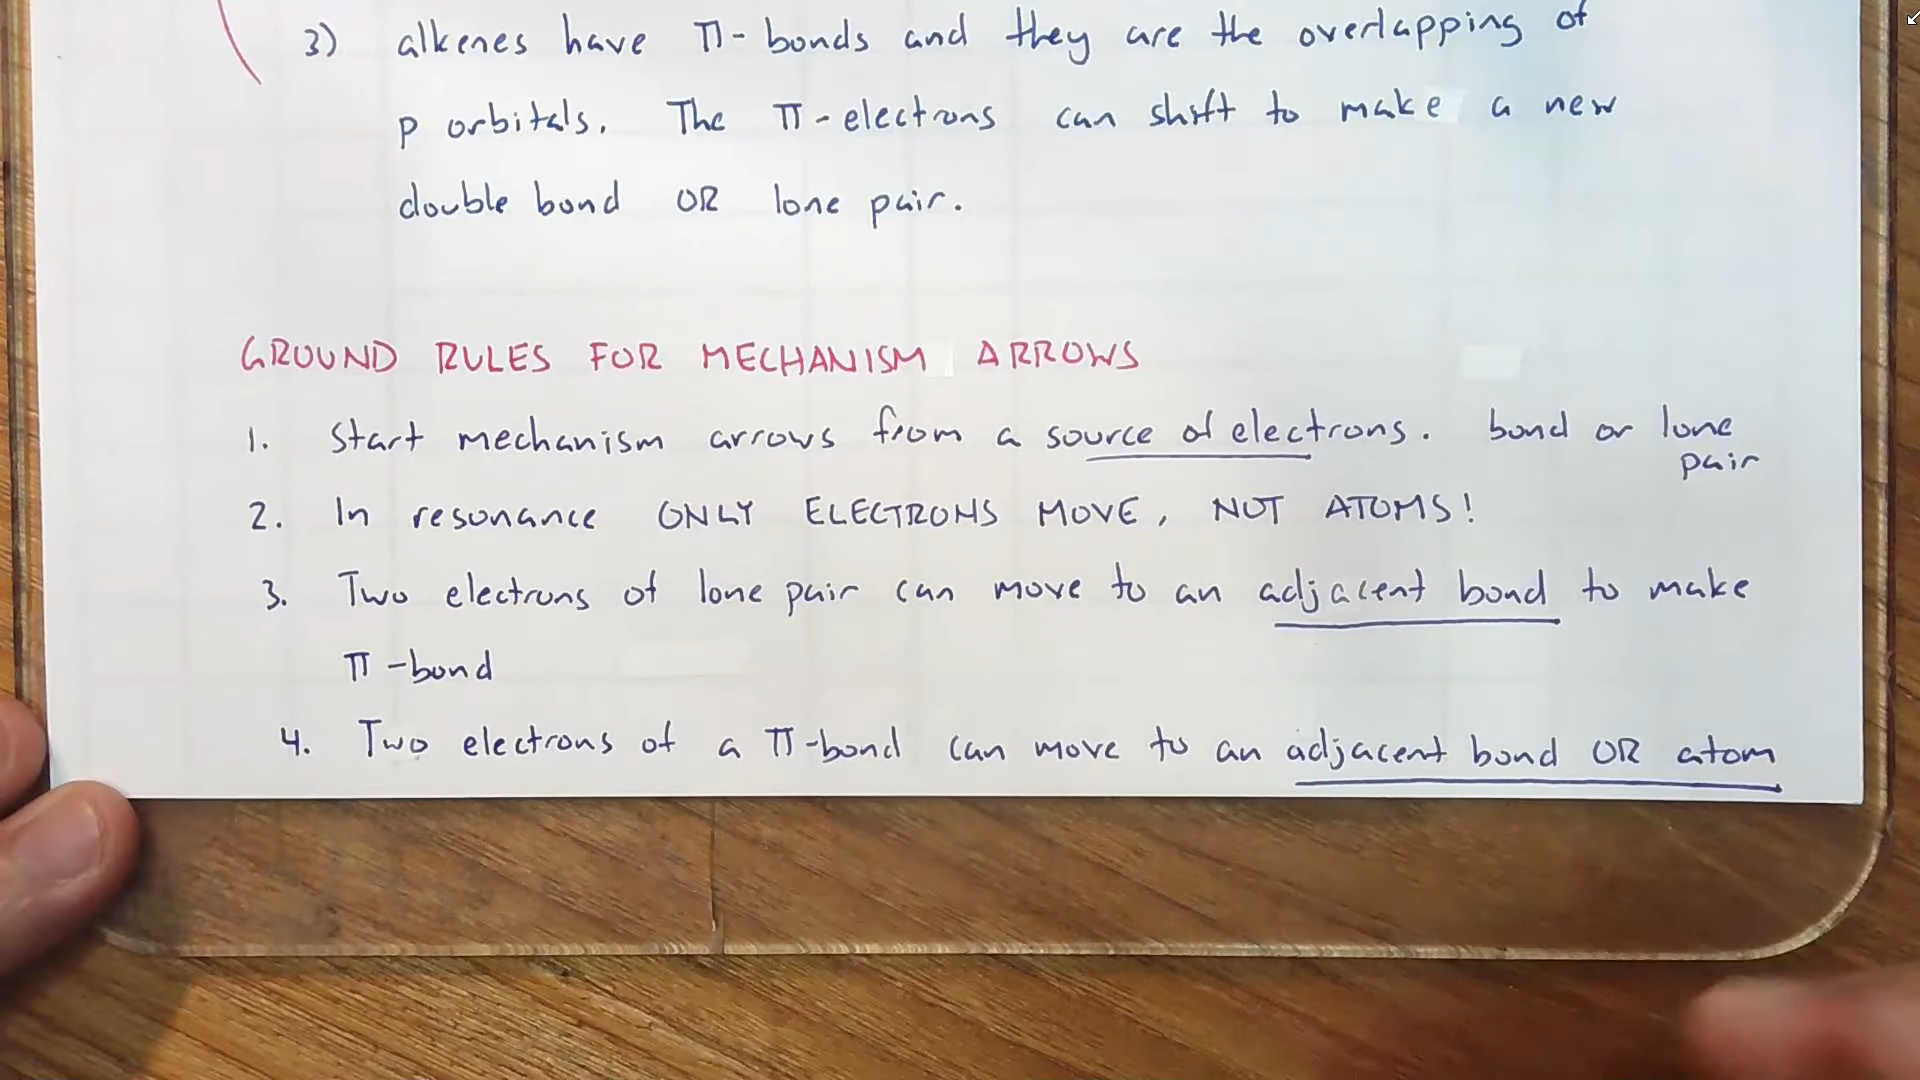 3) alkenes have π-bonds and they are the overlapping of
p orbitals. The π-electrons can shift to make a new
double bond OR lone pair.
GROUND RULES FOR MECHANISM ARROWS
1. Start mechanism arrows from a source of electrons. bond or lone
pair
2. In resonance ONLY ELECTRONS MOVE, NOT ATOMS!
3. Two electrons of lone pair can move to an adjacent bond to make
π-bond
4. Two electrons of a π-bond can move to an adjacent bond OR atom